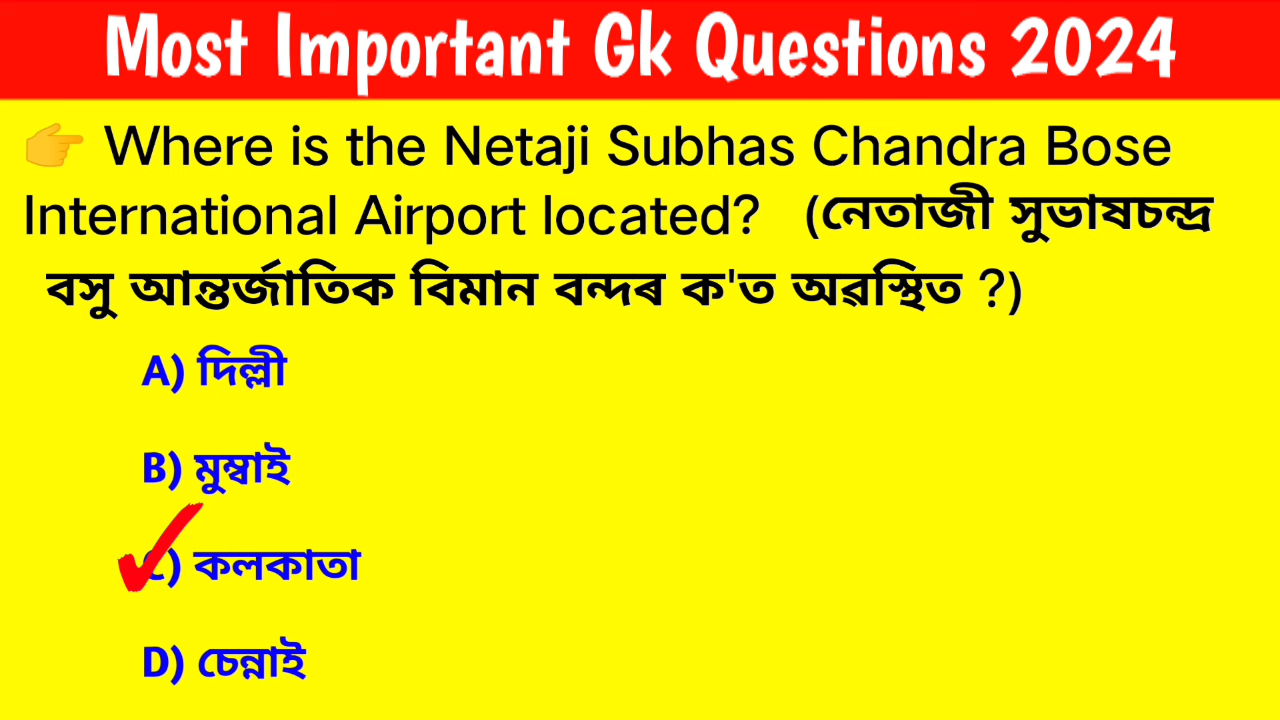 Most Important Gk Questions 2024
👉 Where is the Netaji Subhas Chandra Bose
International Airport located? (নেতাজী সুভাষচন্দ্ৰ
বসু আন্তৰ্জাতিক বিমান বন্দৰ ক'ত অৱস্থিত ?)
A) দিল্লী
B) মুম্বাই
C) কলকাতা
D) চেন্নাই